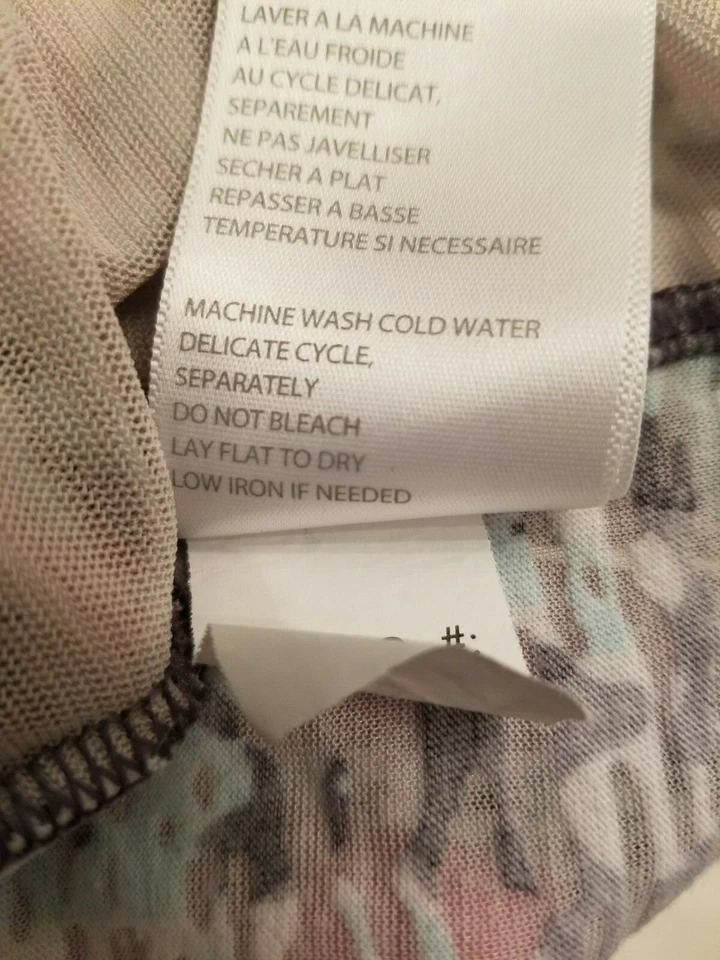 LAVER A LA MACHINE
A L'EAU FROIDE
AU CYCLE DELICAT,
SEPAREMENT
NE PAS JAVELLISER
SECHER A PLAT
REPASSER A BASSE
TEMPERATURE SI NECESSAIRE
MACHINE WASH COLD WATER
DELICATE CYCLE,
SEPARATELY
DO NOT BLEACH
LAY FLAT TO DRY
LOW IRON IF NEEDED
#: